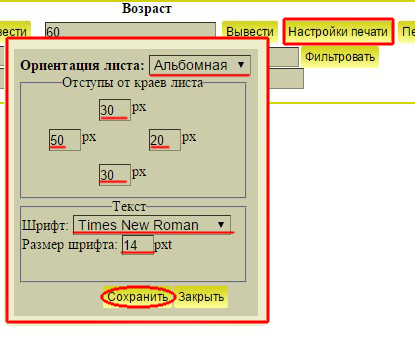 Возраст
ести 60 Вывести Настройки печати Пе
Фильтровать
Ориентация листа: Альбомная
Отступы от краев листа
30 px
50 px 20 px
30 px
Текст
Шрифт: Times New Roman
Размер шрифта: 14 pxt
Сохранить Закрыть